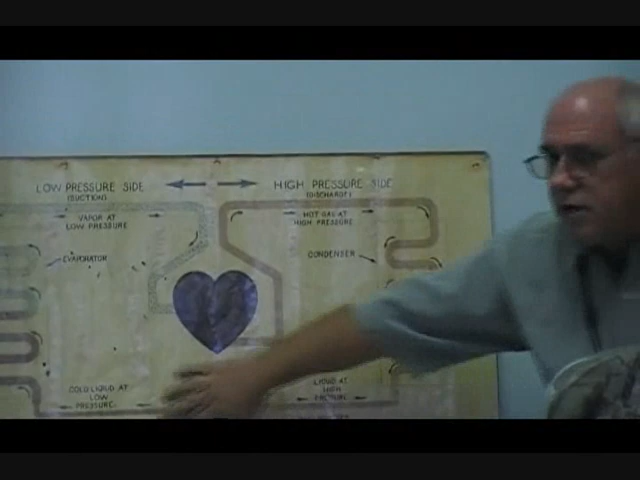 LOW PRESSURE SIDE
(SUCTION)
HIGH PRESSURE SIDE
(DISCHARGE)
VAPOR AT
LOW PRESSURE
HOT GAS AT
HIGH PRESSURE
EVAPORATOR
CONDENSER
COLD LIQUID AT
LOW
PRESSURE
LIQUID AT
HIGH